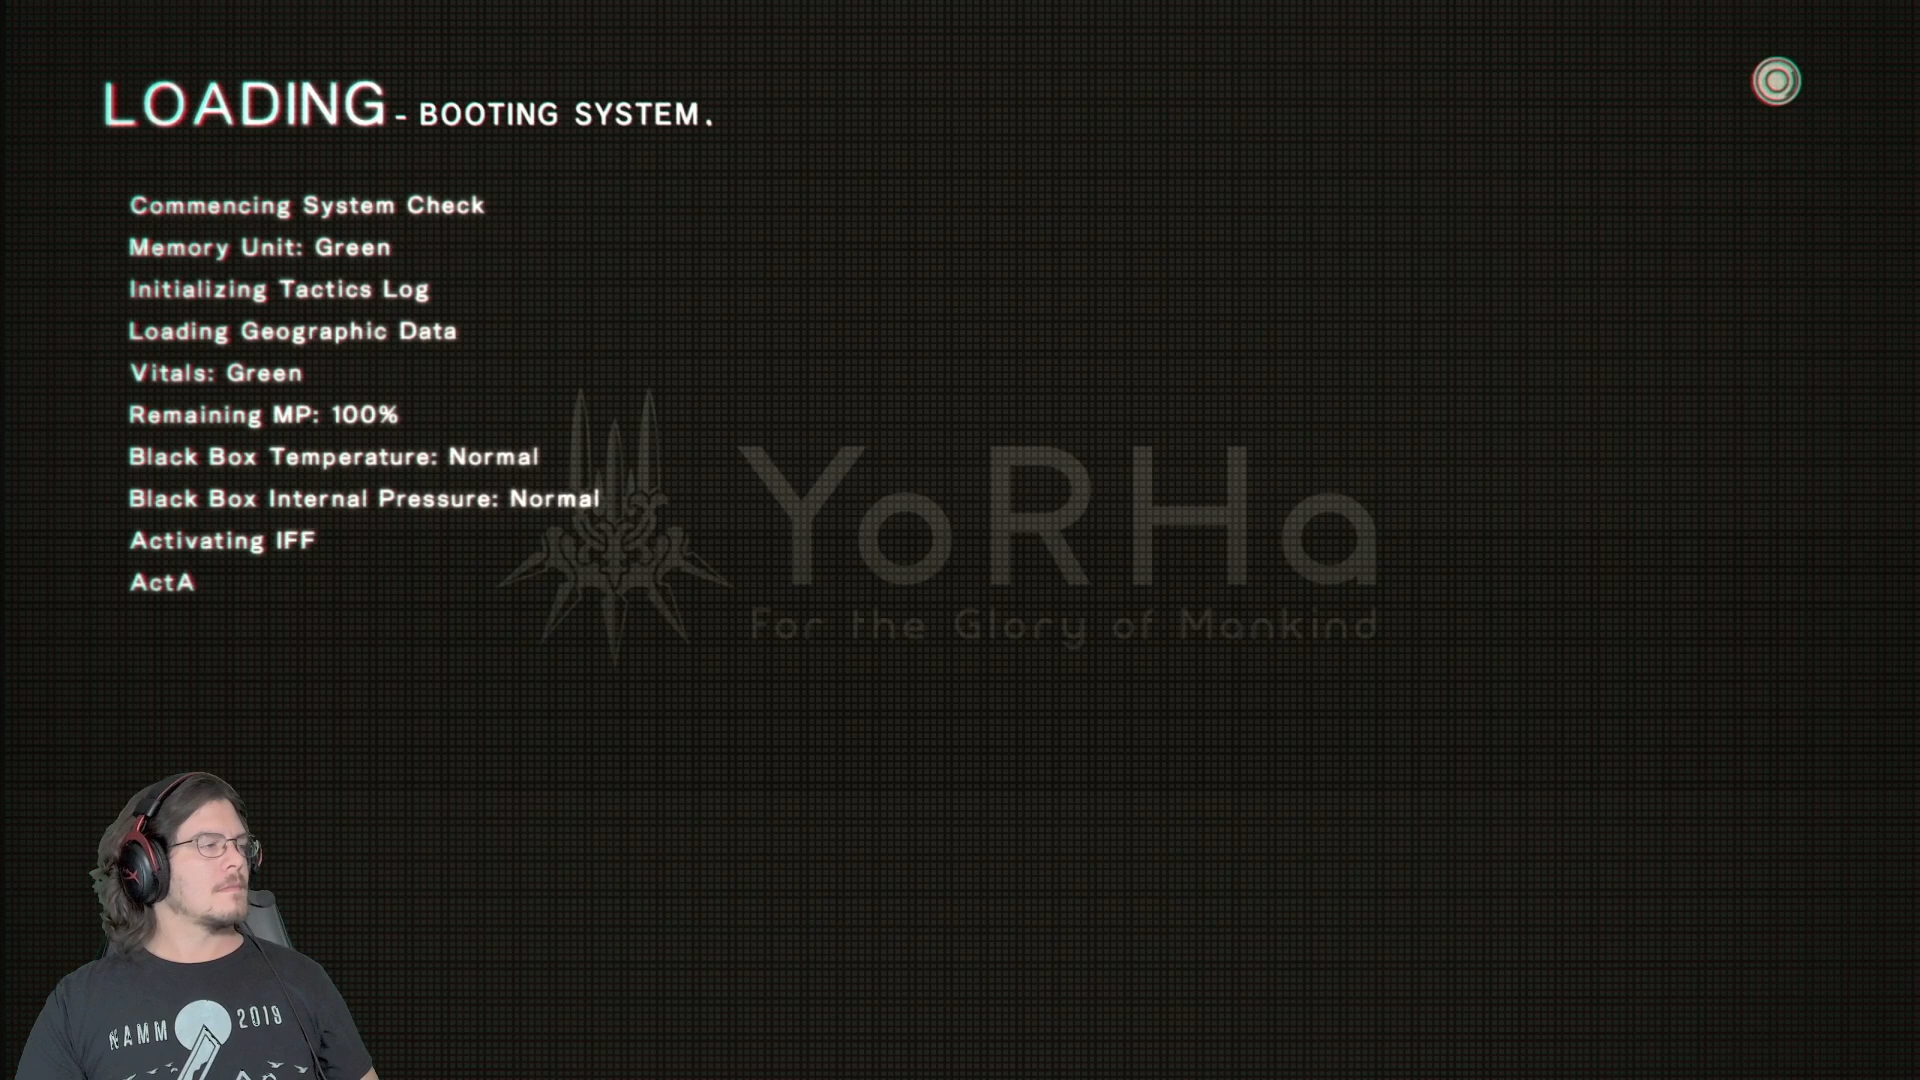 LOADING - BOOTING SYSTEM.
Commencing System Check
Memory Unit: Green
Initializing Tactics Log
Loading Geographic Data
Vitals: Green
Remaining MP: 100%
Black Box Temperature: Normal
Black Box Internal Pressure: Normal
Activating IFF
ActA
YoRHa
For the Glory of Mankind
NAMM 2019